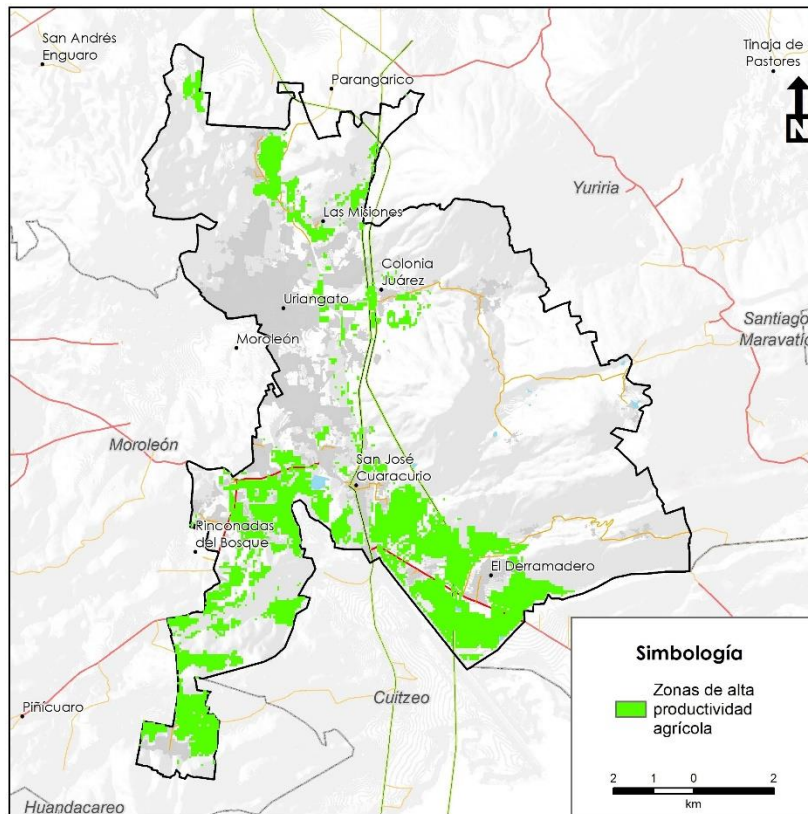 San Andrés
Enguaro
Parangarico
Tinaja de
Pastores
N
Yuriria
Las Misiones
Colonia
Juárez
Uriangato
Santiago
Maravatío
Moroleón
Moroleón
San José
Cuaracurio
Rinconadas
del Bosque
El Derramadero
Simbología
Zonas de alta
productividad
agrícola
Cuitzeo
Piñícuaro
2 1 0 2
km
Huandacareo